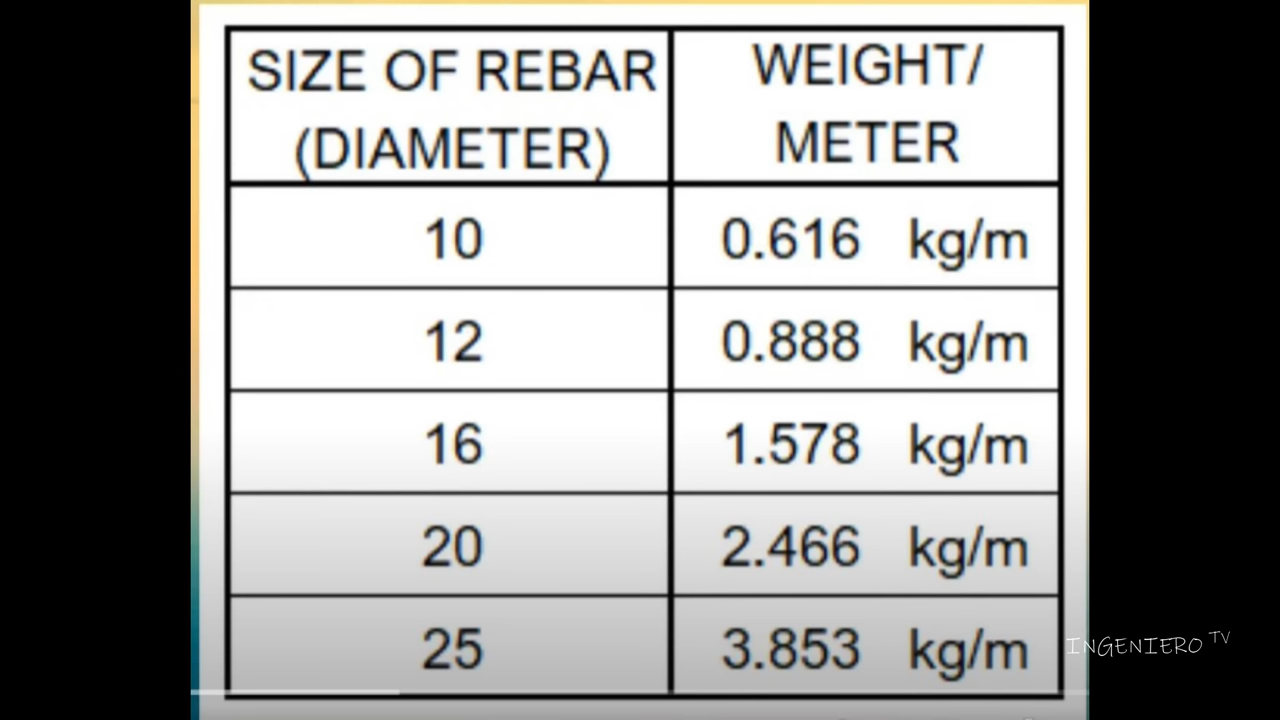 SIZE OF REBAR
(DIAMETER)
WEIGHT/
METER
10 0.616 kg/m
12 0.888 kg/m
16 1.578 kg/m
20 2.466 kg/m
25 3.853 kg/m
INGENIERO TV